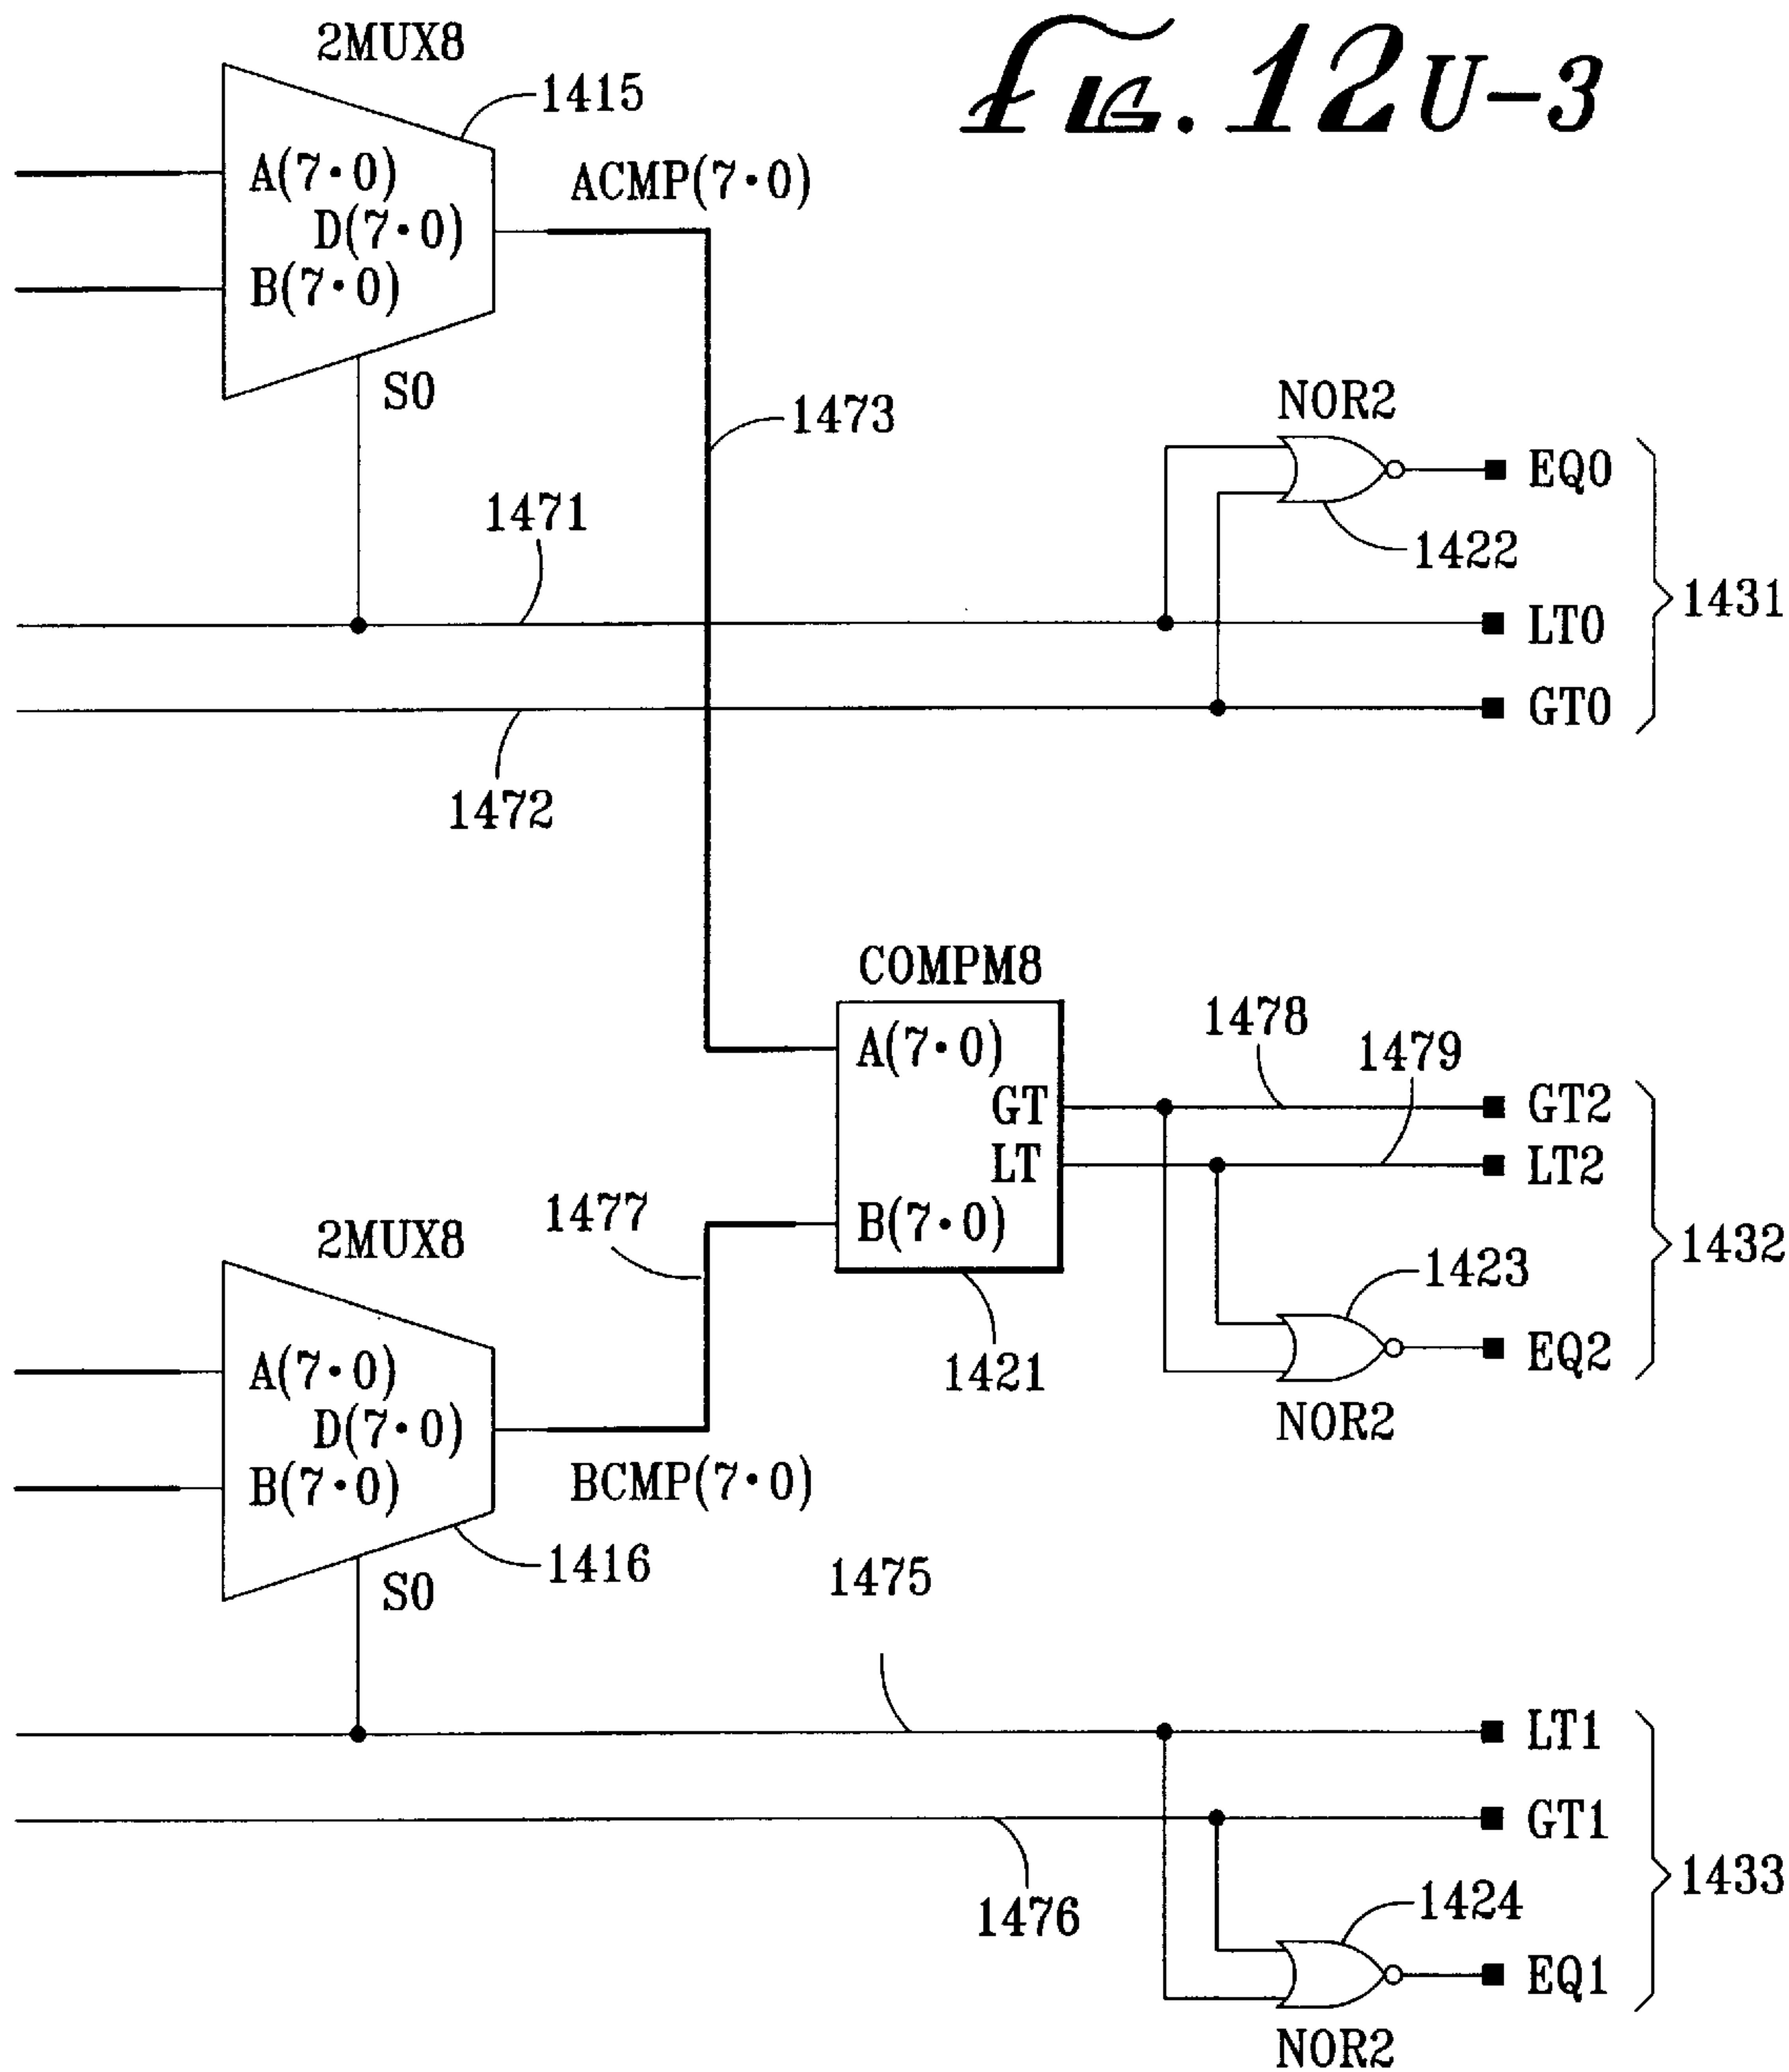 FIG. 12U-3
2MUX8
1415
A(7·0)
D(7·0)
B(7·0)
S0
ACMP(7·0)
1473
NOR2
EQ0
1422
1471
LT0
1431
GT0
1472
COMPM8
A(7·0)
GT
LT
B(7·0)
1421
1478
1479
GT2
LT2
1432
1423
EQ2
NOR2
1477
2MUX8
A(7·0)
D(7·0)
B(7·0)
BCMP(7·0)
1416
S0
1475
LT1
GT1
1433
1476
1424
EQ1
NOR2